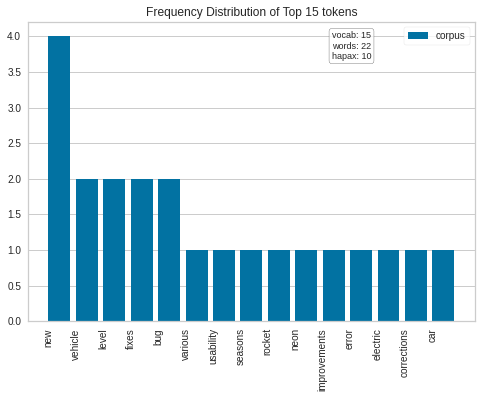 Frequency Distribution of Top 15 tokens
vocab: 15
words: 22
hapax: 10
corpus
4.0
3.5
3.0
2.5
2.0
1.5
1.0
0.5
0.0
new
vehicle
level
fixes
bug
various
usability
seasons
rocket
neon
improvements
error
electric
corrections
car